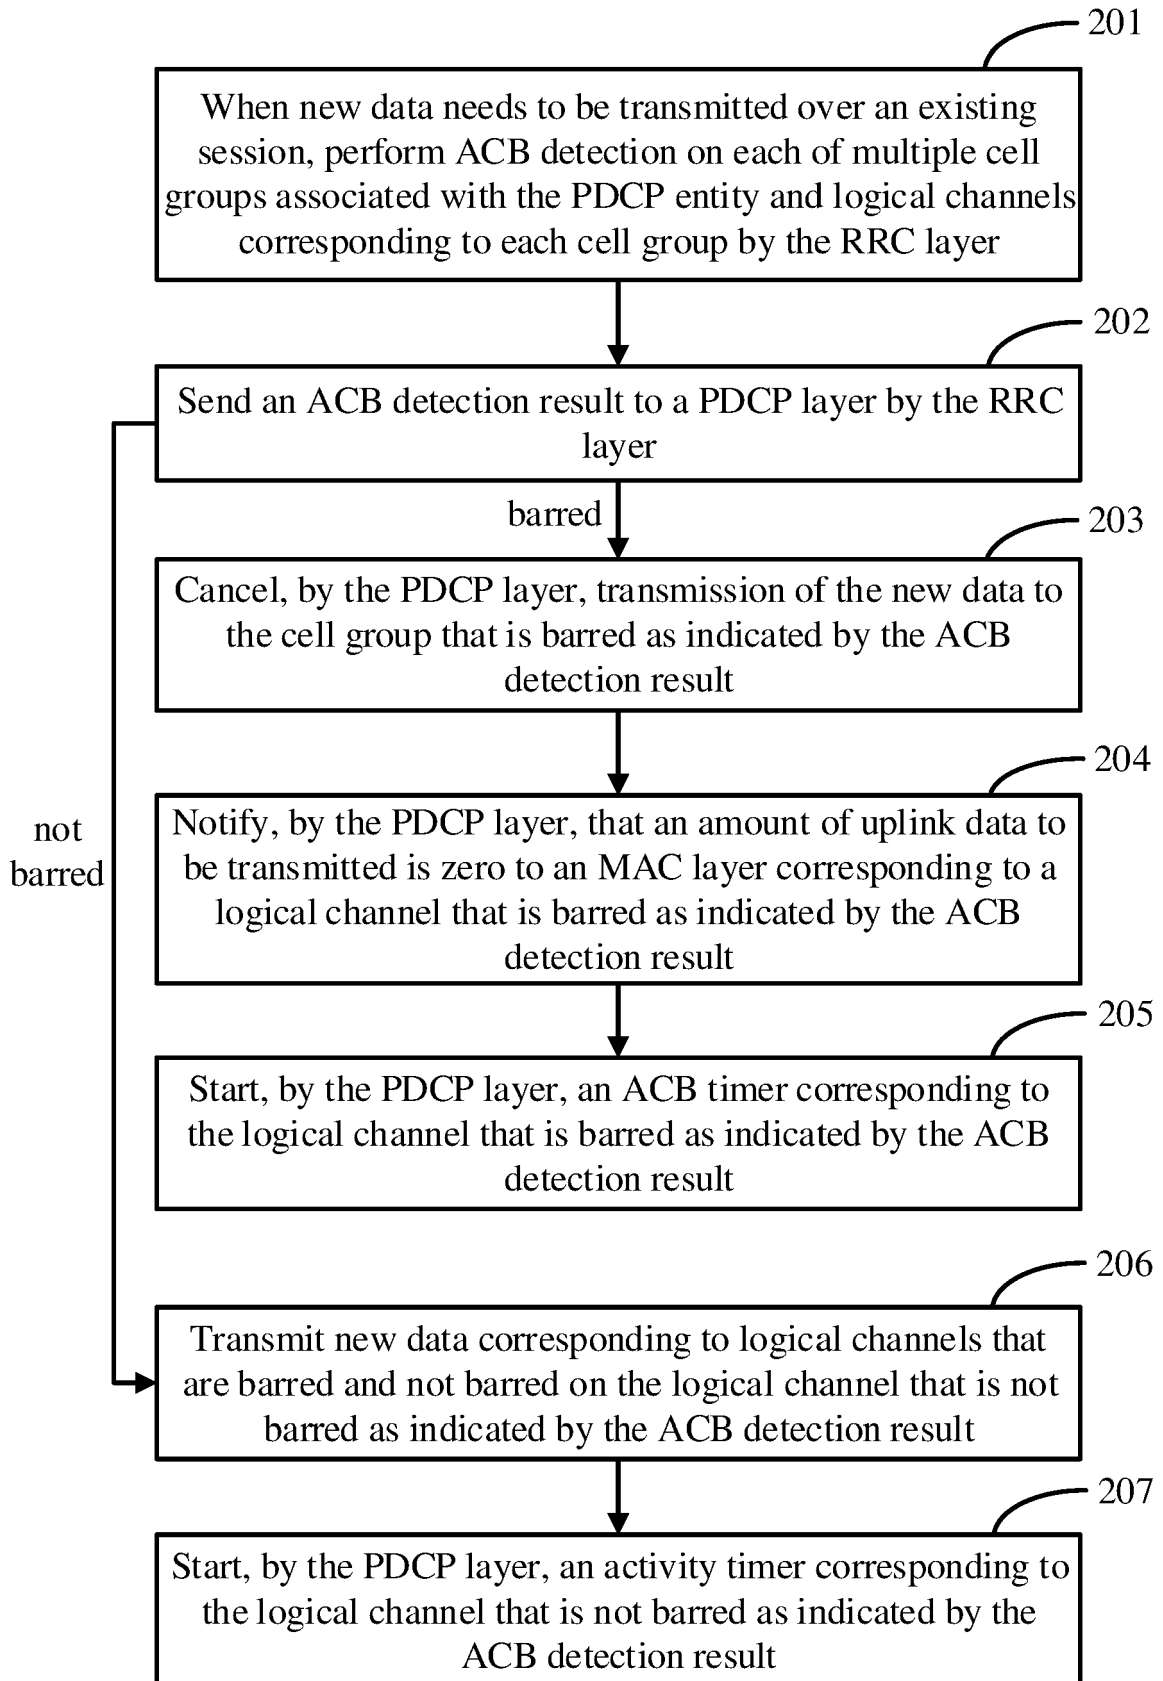 201
When new data needs to be transmitted over an existing
session, perform ACB detection on each of multiple cell
groups associated with the PDCP entity and logical channels
corresponding to each cell group by the RRC layer
202
Send an ACB detection result to a PDCP layer by the RRC
layer
barred
203
Cancel, by the PDCP layer, transmission of the new data to
the cell group that is barred as indicated by the ACB
detection result
204
not
barred
Notify, by the PDCP layer, that an amount of uplink data to
be transmitted is zero to an MAC layer corresponding to a
logical channel that is barred as indicated by the ACB
detection result
205
Start, by the PDCP layer, an ACB timer corresponding to
the logical channel that is barred as indicated by the ACB
detection result
206
Transmit new data corresponding to logical channels that
are barred and not barred on the logical channel that is not
barred as indicated by the ACB detection result
207
Start, by the PDCP layer, an activity timer corresponding to
the logical channel that is not barred as indicated by the
ACB detection result